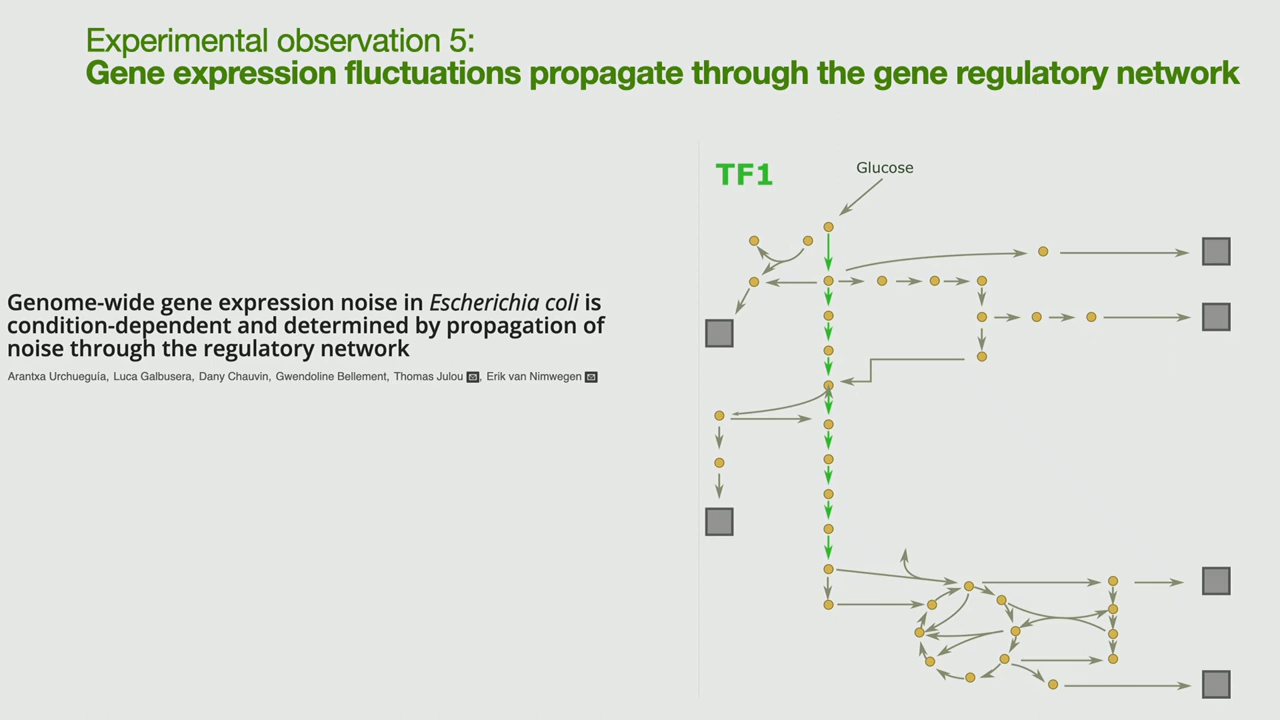 Experimental observation 5:
Gene expression fluctuations propagate through the gene regulatory network
TF1
Glucose
Genome-wide gene expression noise in Escherichia coli is
condition-dependent and determined by propagation of
noise through the regulatory network
Arantxa Urchueguía, Luca Galbusera, Dany Chauvin, Gwendoline Bellement, Thomas Julou, Erik van Nimwegen